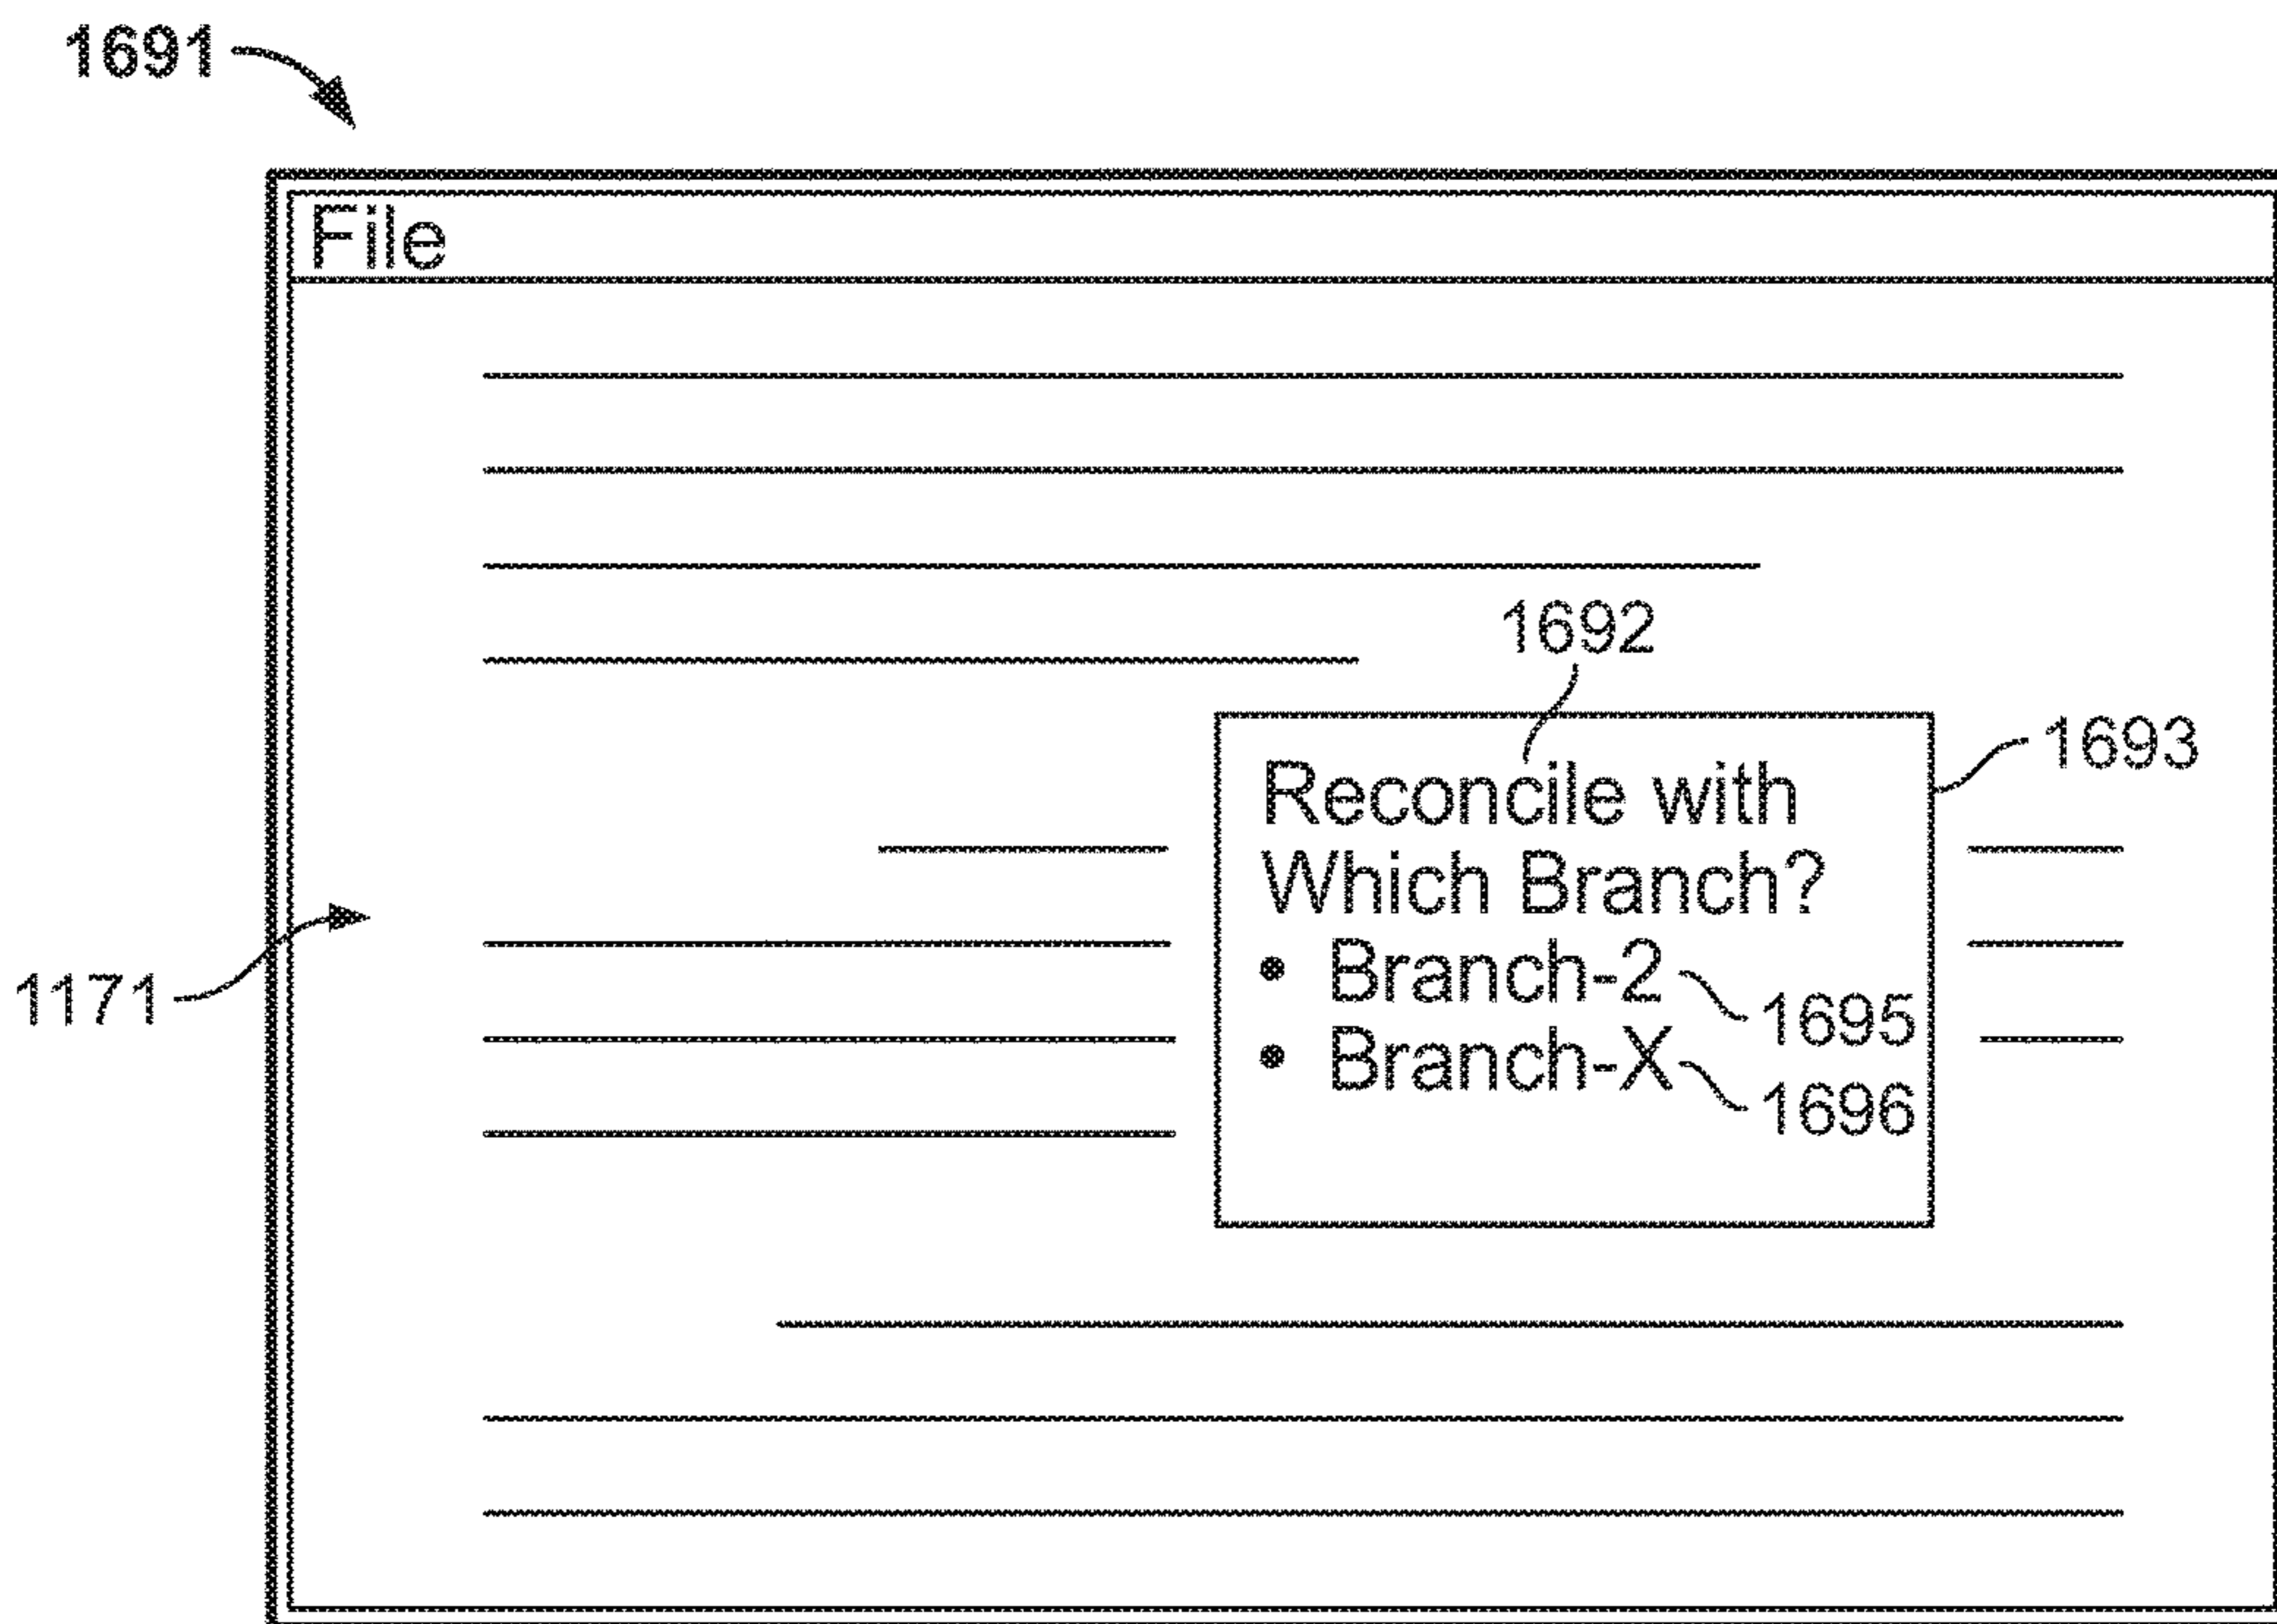 1691
File
1692
1693
Reconcile with
Which Branch?
• Branch-2
1695
• Branch-X
1696
1171